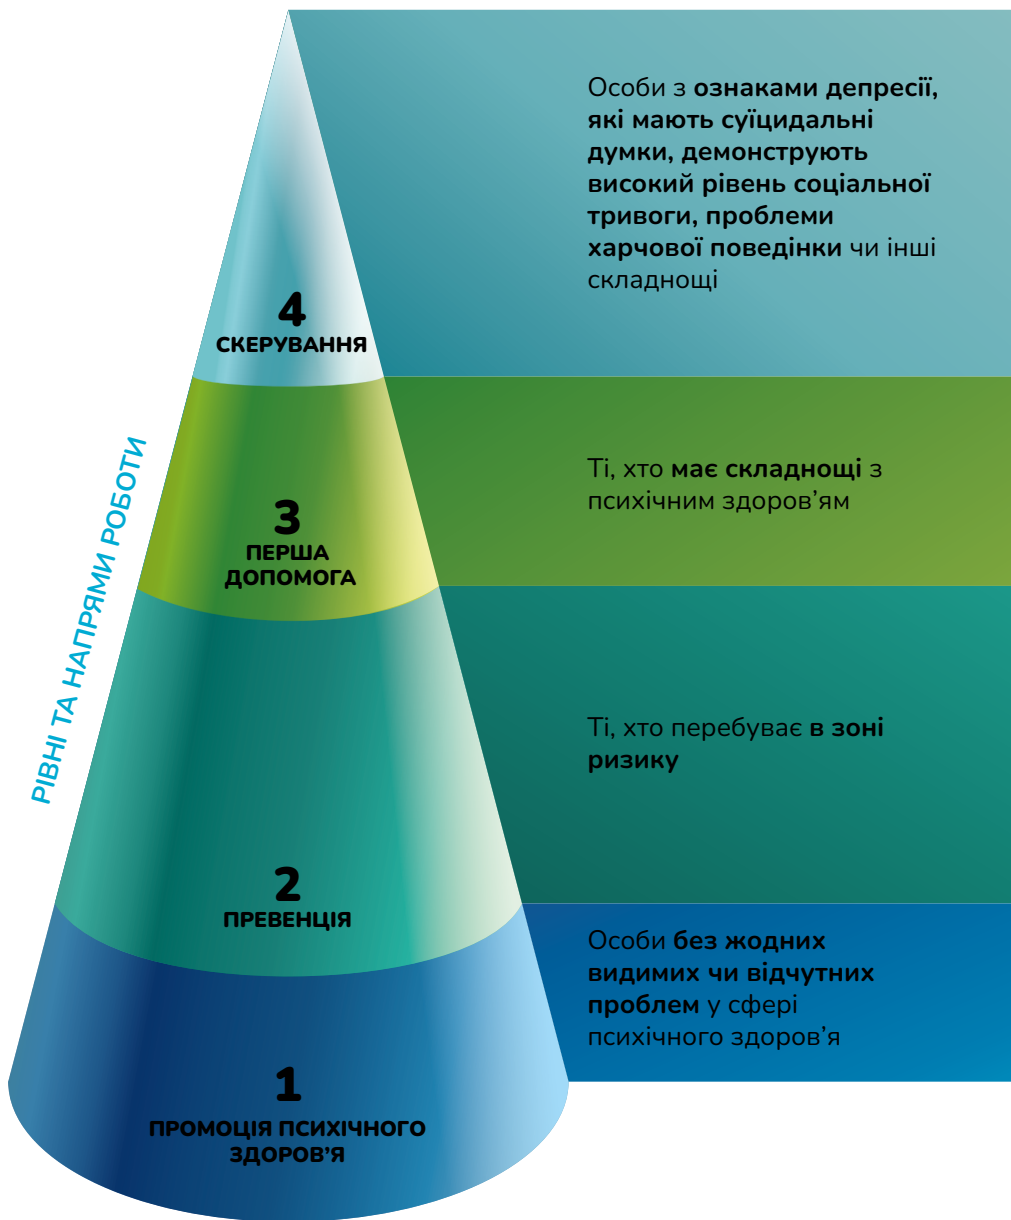 Особи з ознаками депресії,
які мають суїцидальні
думки, демонструють
високий рівень соціальної
тривоги, проблеми
харчової поведінки чи інші
складнощі
4
СКЕРУВАННЯ
РІВНІ ТА НАПРЯМИ РОБОТИ
Ті, хто має складнощі з
психічним здоров’ям
3
ПЕРША
ДОПОМОГА
Ті, хто перебуває в зоні
ризику
2
ПРЕВЕНЦІЯ
Особи без жодних
видимих чи відчутних
проблем у сфері
психічного здоров’я
1
ПРОМОЦІЯ ПСИХІЧНОГО
ЗДОРОВ’Я